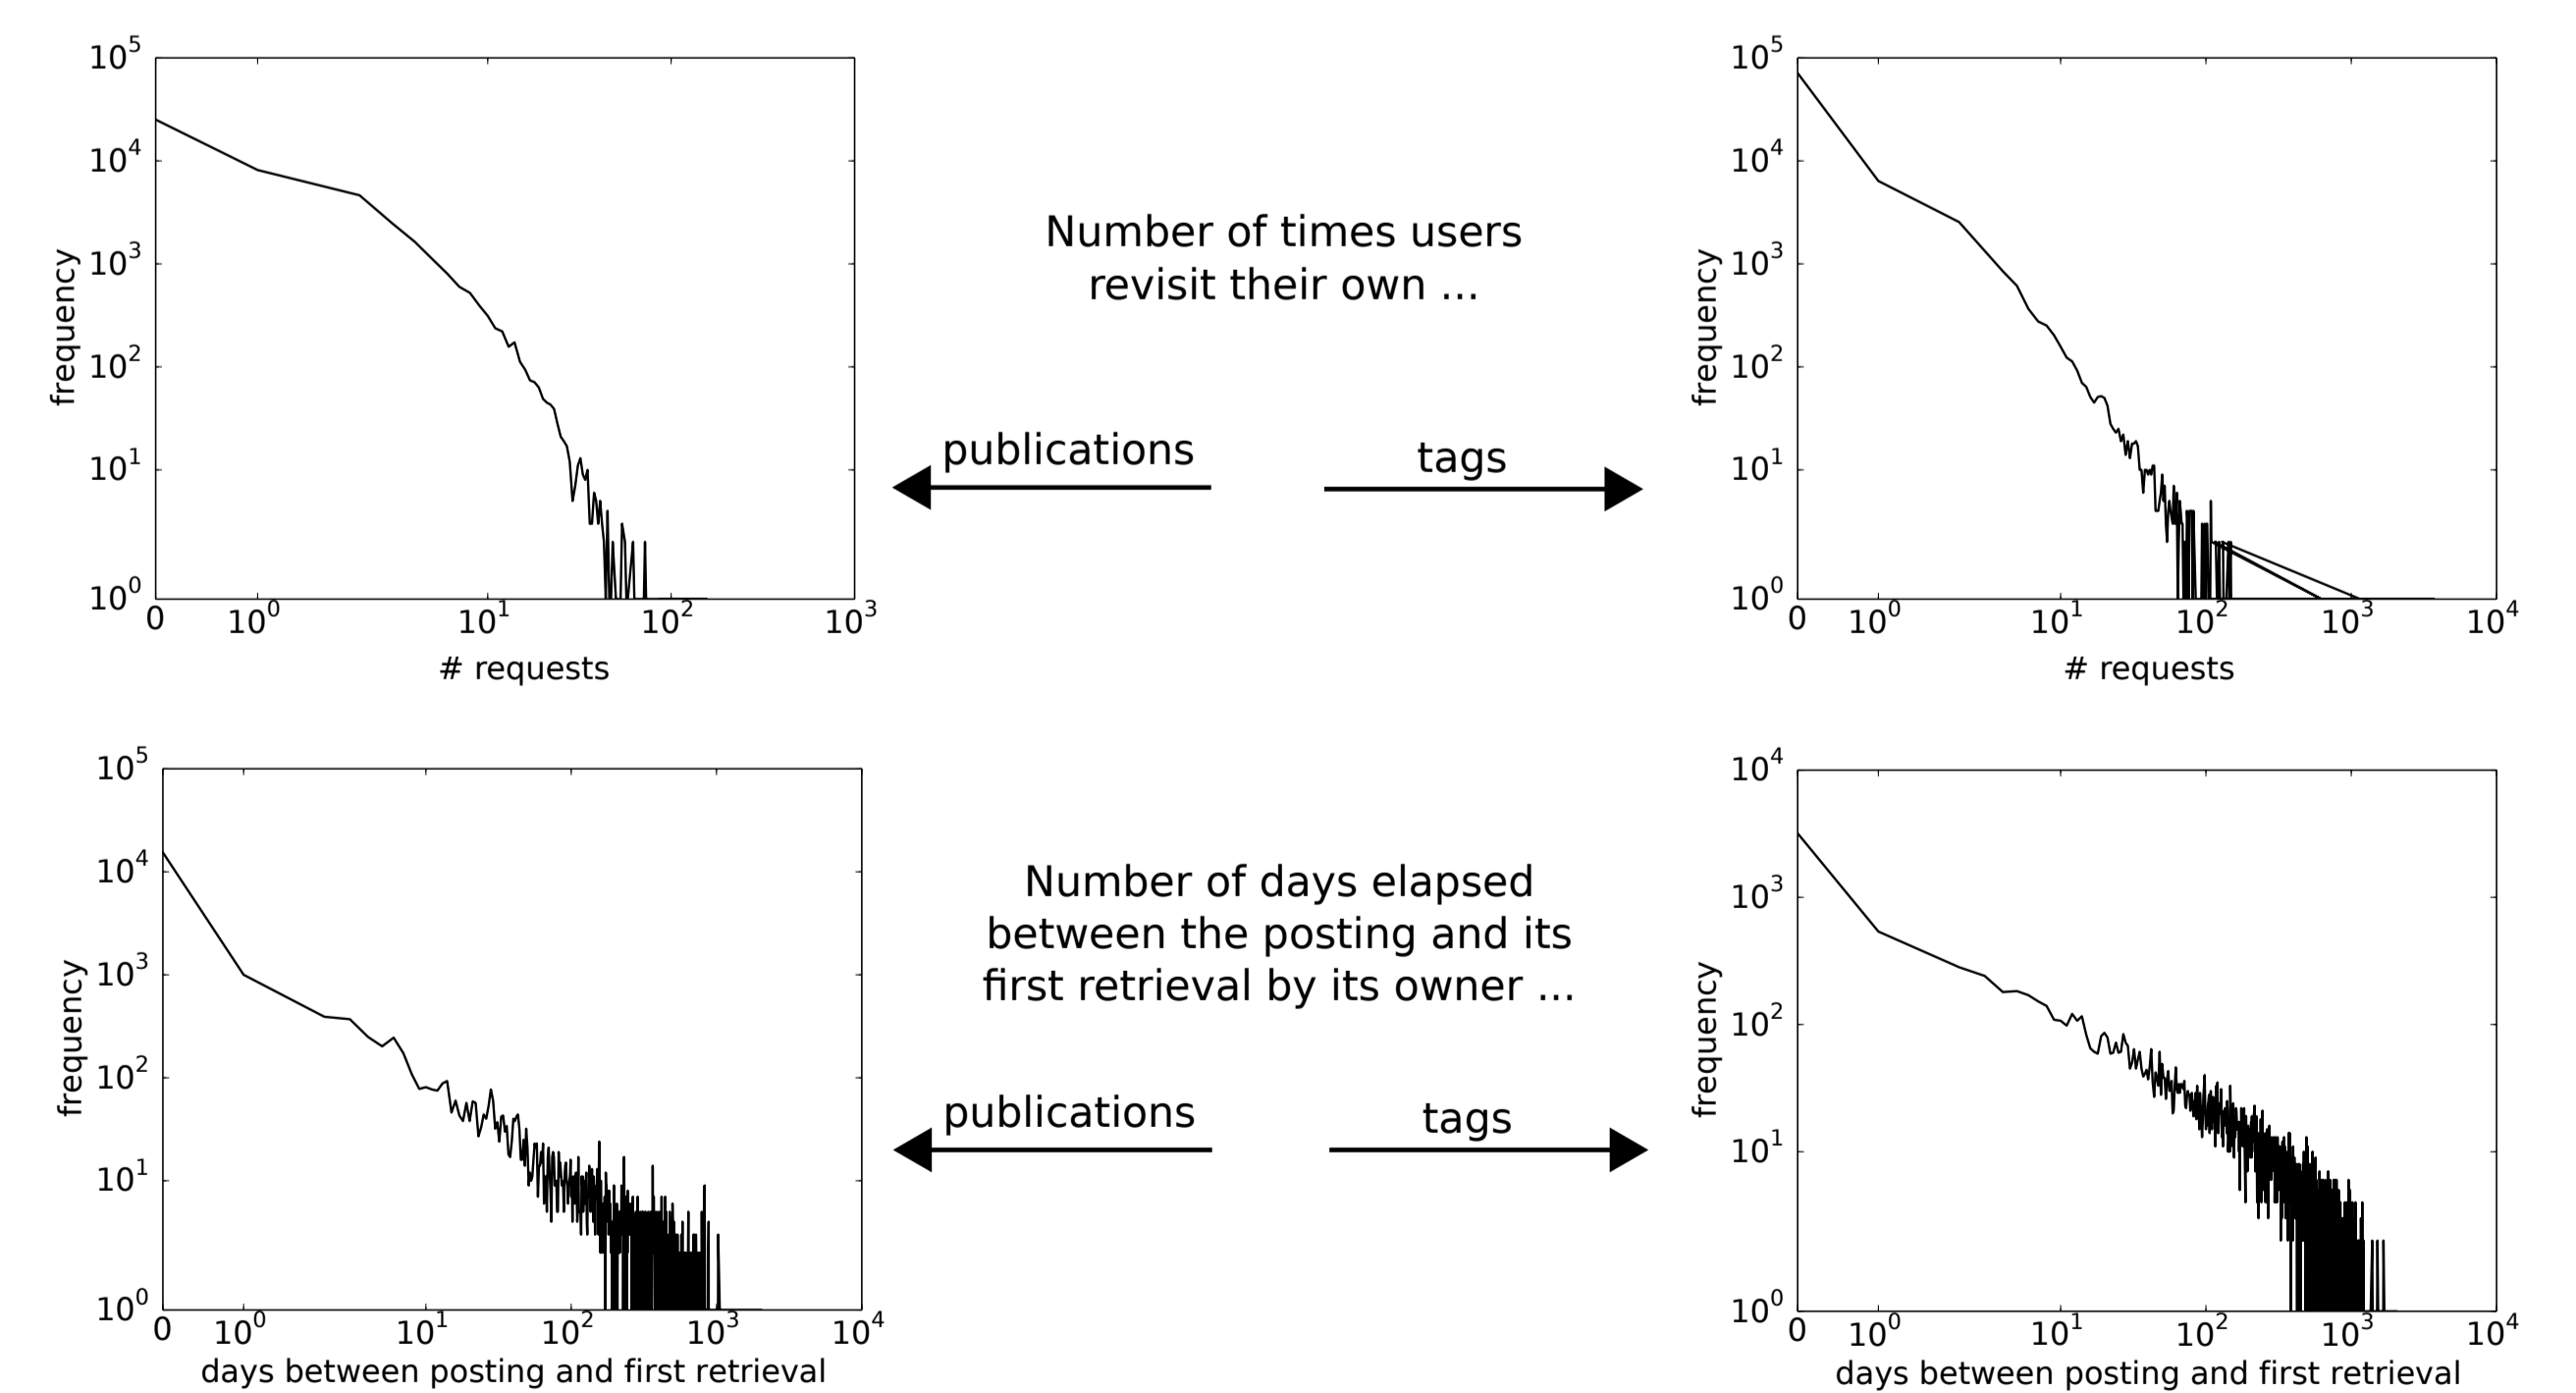 10^5
10^4
10^3
10^2
10^1
10^0
frequency
0 10^0 10^1 10^2 10^3
# requests
Number of times users
revisit their own ...
publications
tags
10^5
10^4
10^3
10^2
10^1
10^0
frequency
0 10^0 10^1 10^2 10^3 10^4
# requests
10^5
10^4
10^3
10^2
10^1
10^0
frequency
0 10^0 10^1 10^2 10^3 10^4
days between posting and first retrieval
Number of days elapsed
between the posting and its
first retrieval by its owner ...
publications
tags
10^4
10^3
10^2
10^1
10^0
frequency
0 10^0 10^1 10^2 10^3 10^4
days between posting and first retrieval